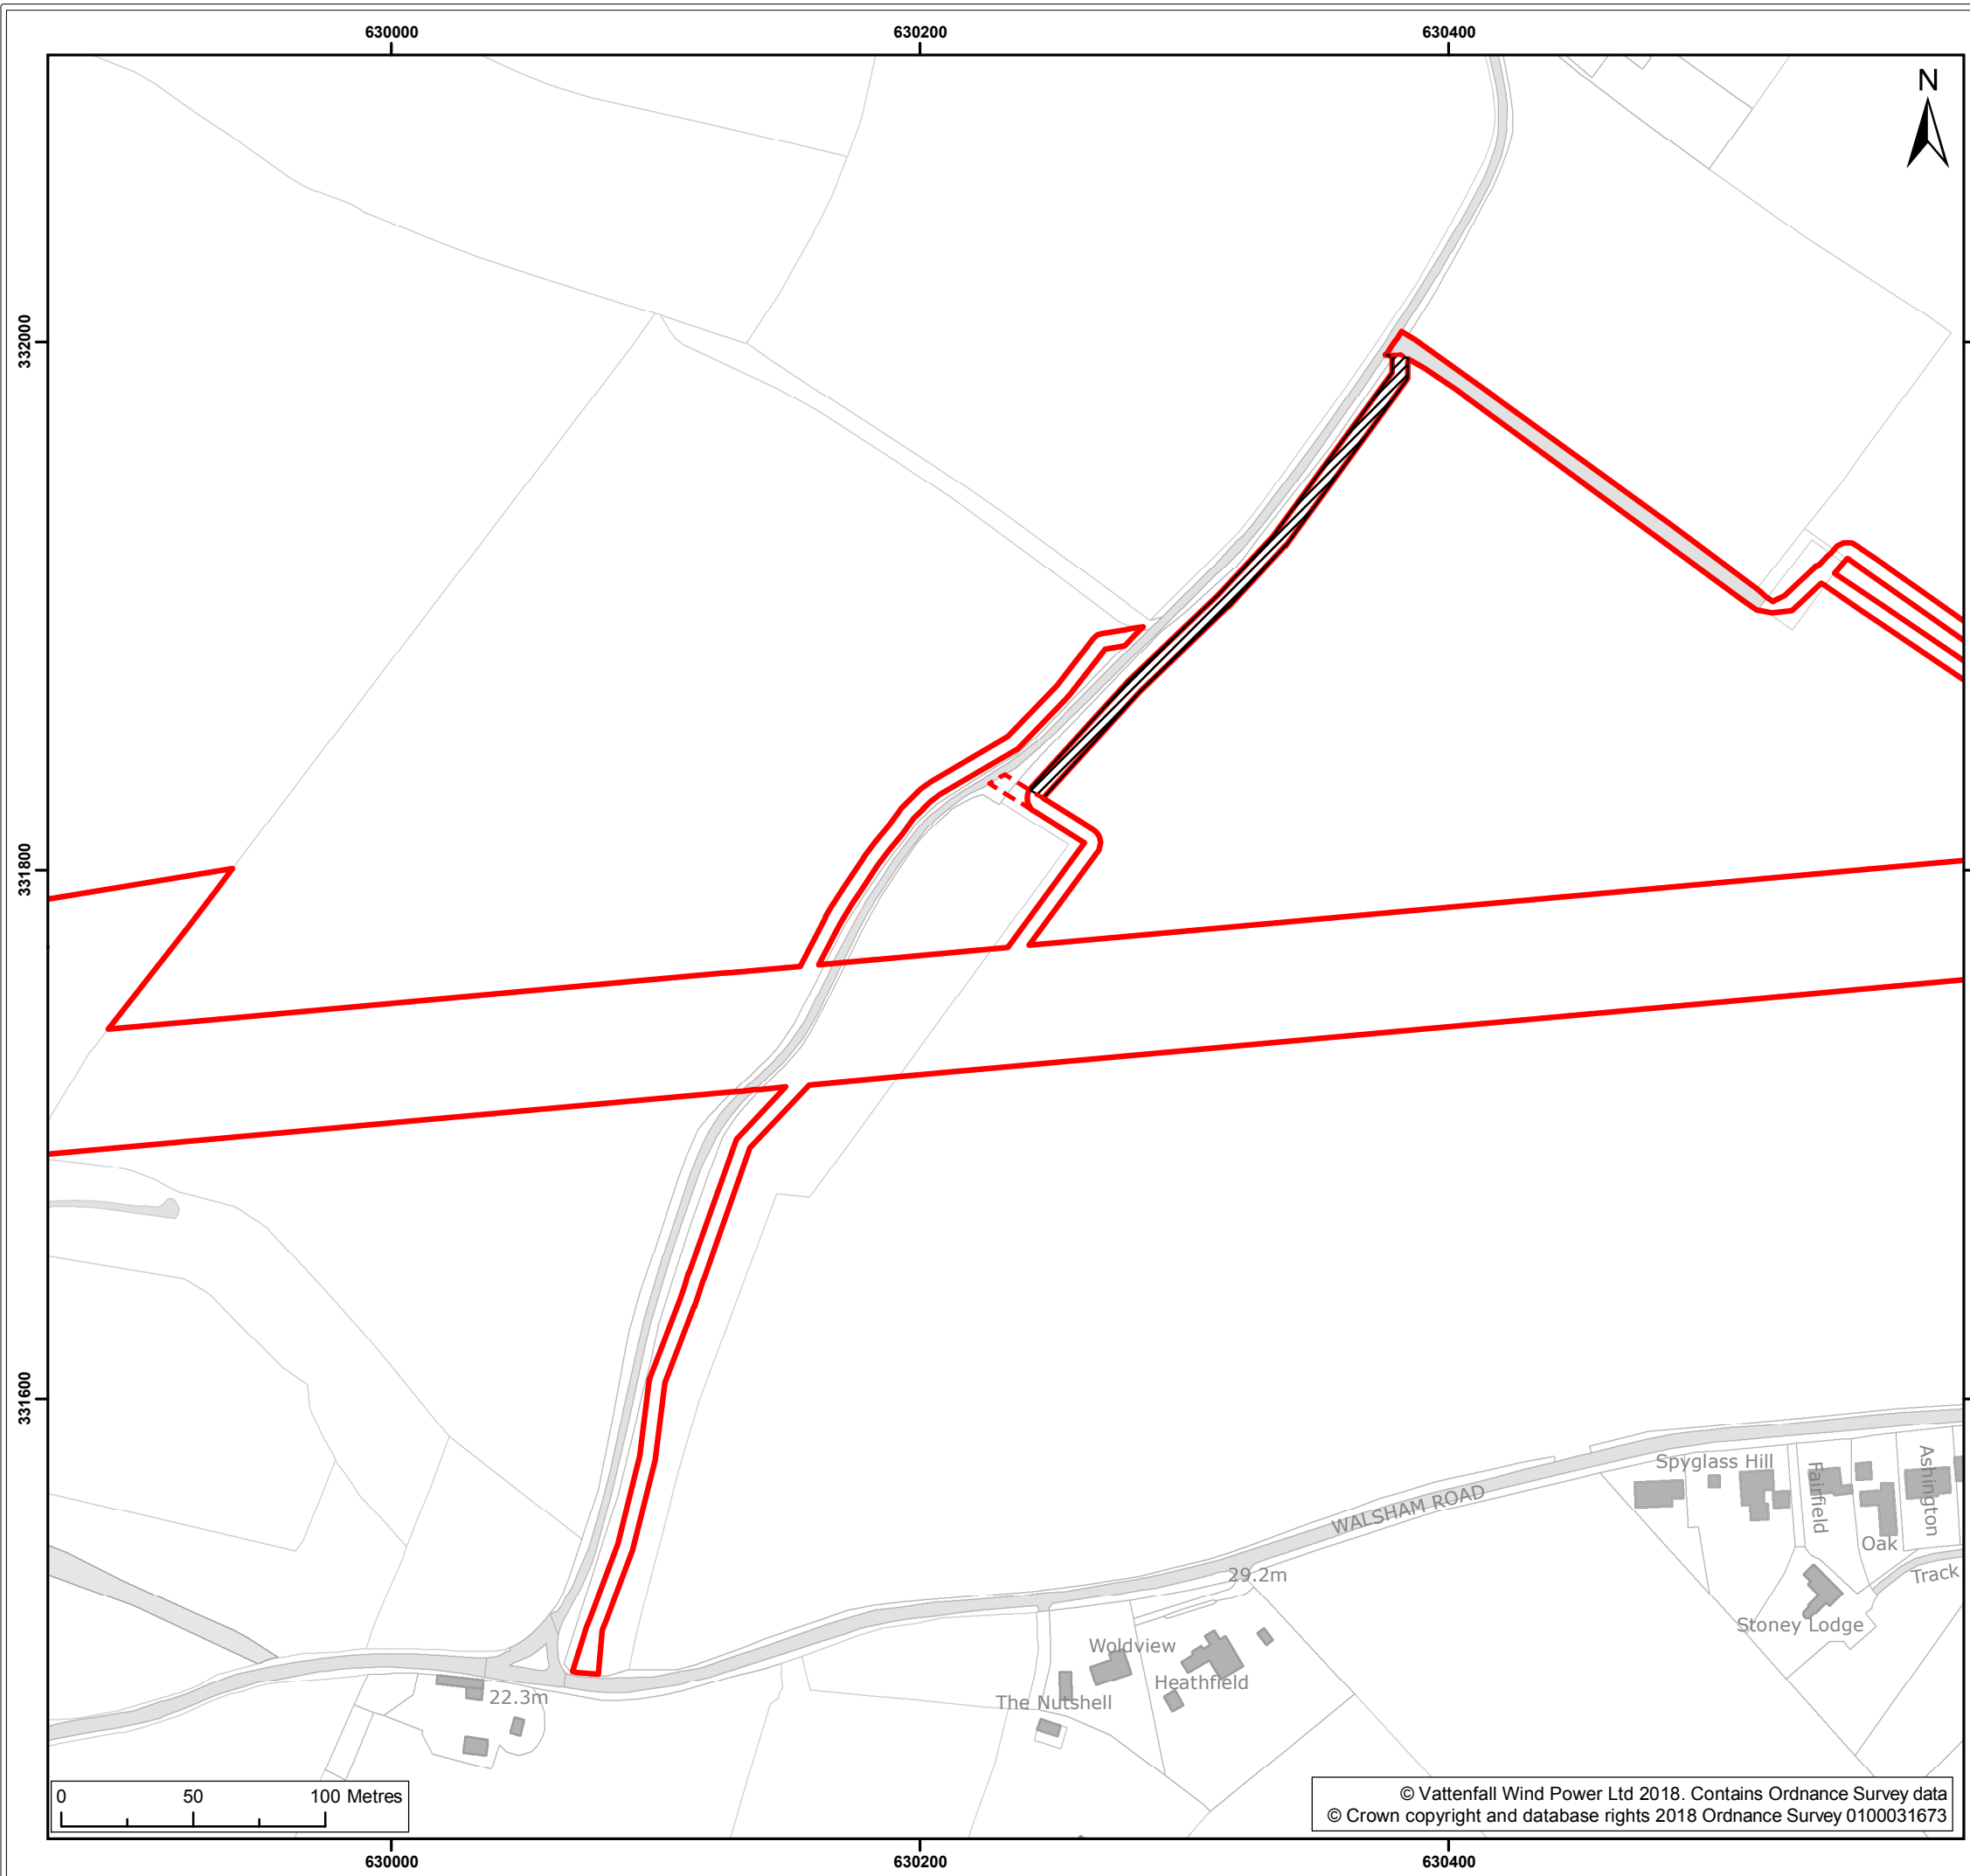 630000 630200 630400
N
332000
331800
331600
Spyglass Hill
Fairfield
Ashington
WALSHAM ROAD
Oak
29.2m
Track
Stoney Lodge
Woldview
Heathfield
22.3m
The Nutshell
0 50 100 Metres
© Vattenfall Wind Power Ltd 2018. Contains Ordnance Survey data
© Crown copyright and database rights 2018 Ordnance Survey 0100031673
630000 630200 630400